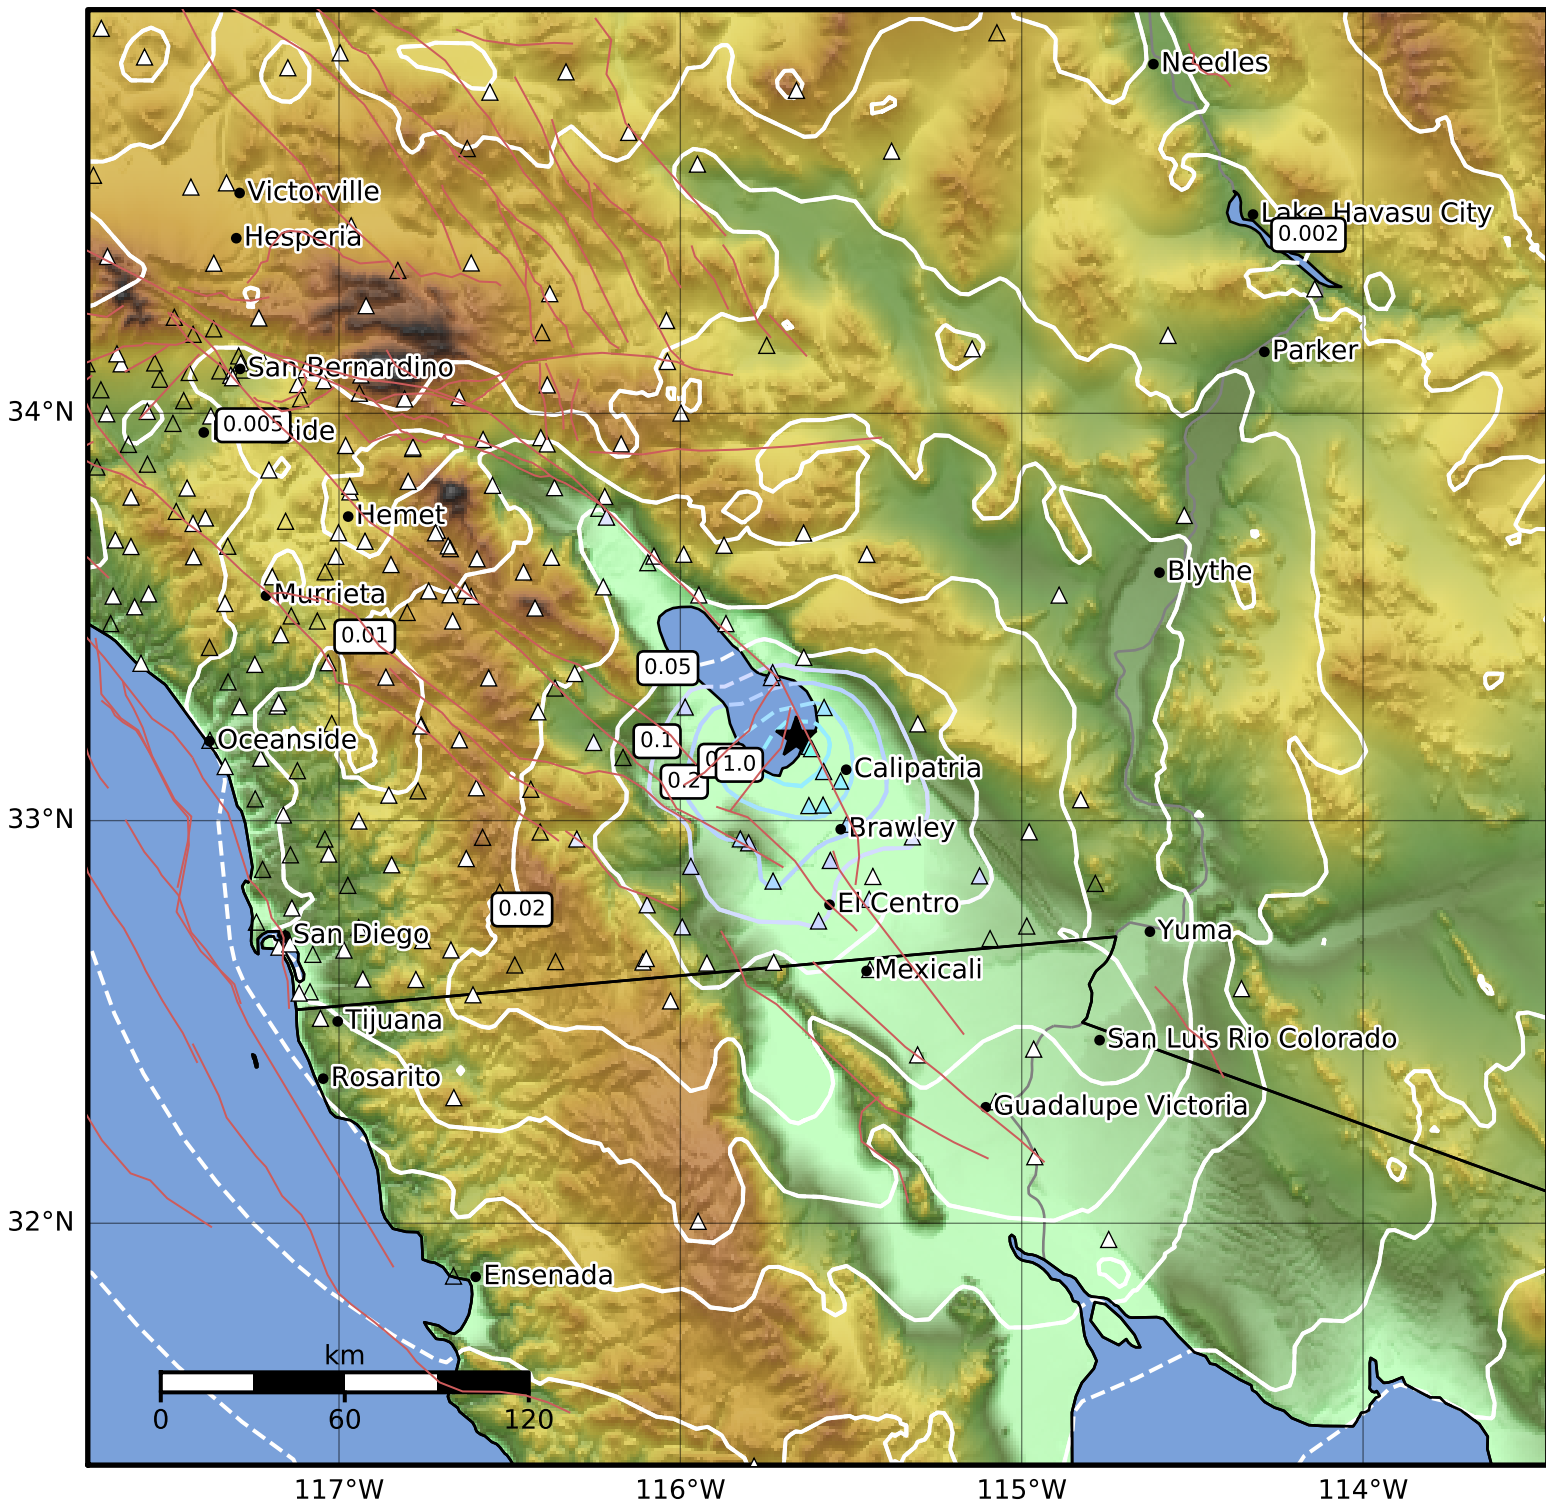 Needles
Victorville
Lake Havasu City
0.002
Hesperia
Parker
San Bernardino
34°N
0.005
ide
Hemet
Blythe
Murrieta
0.01
0.05
Oceanside
0.1
0.2
1.0
Calipatria
33°N
Brawley
El Centro
0.02
San Diego
Yuma
Mexicali
Tijuana
San Luis Rio Colorado
Rosarito
Guadalupe Victoria
32°N
Ensenada
km
0 60 120
117°W 116°W 115°W 114°W